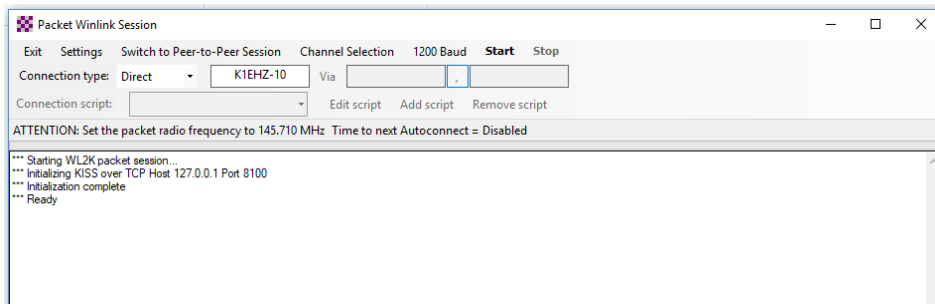 Packet Winlink Session
Exit Settings Switch to Peer-to-Peer Session Channel Selection 1200 Baud Start Stop
Connection type: Direct K1EHZ-10 Via ,
Connection script: Edit script Add script Remove script
ATTENTION: Set the packet radio frequency to 145.710 MHz Time to next Autoconnect = Disabled
*** Starting WL2K packet session...
*** Initializing KISS over TCP Host 127.0.0.1 Port 8100
*** Initialization complete
*** Ready